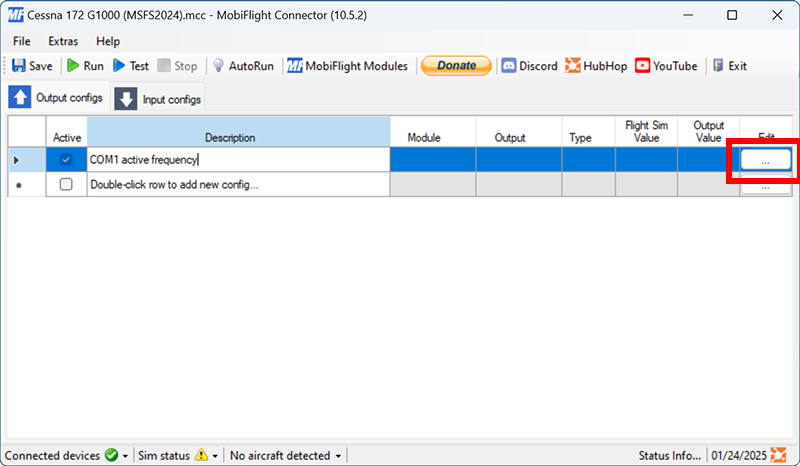 MF Cessna 172 G1000 (MSFS2024).mcc - MobiFlight Connector (10.5.2)
File Extras Help
Save Run Test Stop AutoRun MF MobiFlight Modules Donate Discord HubHop YouTube Exit
Output configs Input configs
Active Description Module Output Type Flight Sim Value Output Value Edit
COM1 active frequency ...
Double-click row to add new config... ...
Connected devices Sim status No aircraft detected Status Info... 01/24/2025